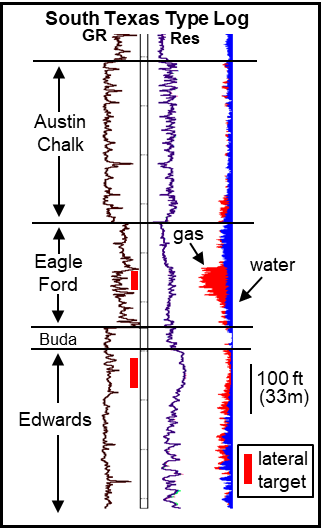 South Texas Type Log
GR
Res
Austin
Chalk
gas
Eagle
Ford
water
Buda
100 ft
(33m)
Edwards
lateral
target